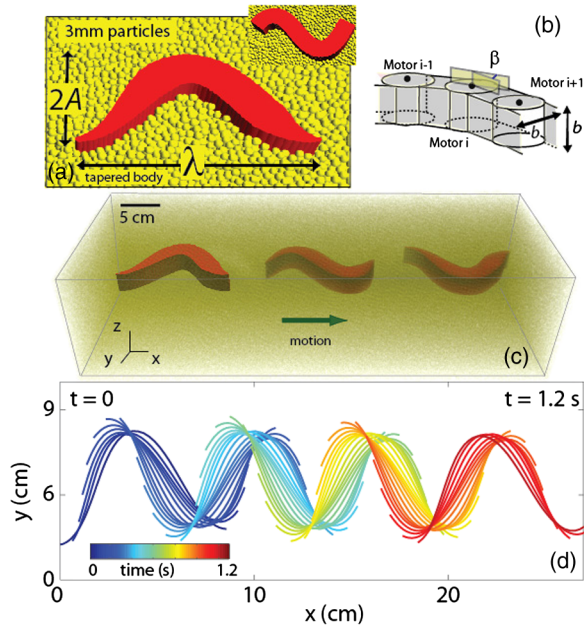 3mm particles
2A
(a)
λ
tapered body
(b)
Motor i-1
β
Motor i+1
b
b
Motor i
5 cm
z
y
x
motion
(c)
t = 0
t = 1.2 s
9
6
0
y (cm)
0
time (s)
1.2
(d)
0
10
20
x (cm)